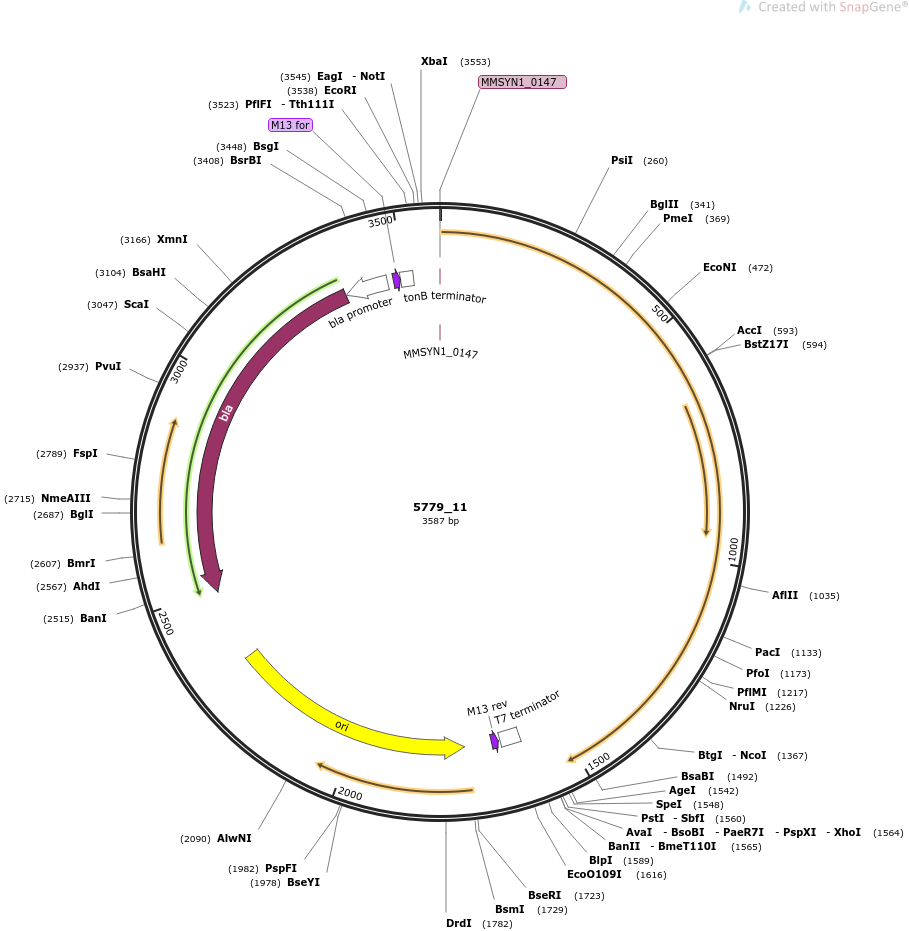 Created with SnapGene®
XbaI (3553)
MMSYN1_0147
(3545) EagI - NotI
(3538) EcoRI
(3523) PflFI - Tth111I
M13 for
(3448) BsgI
(3408) BsrBI
PsiI (260)
BglII (341)
PmeI (369)
EcoNI (472)
AccI (593)
BstZ17I (594)
(3166) XmnI
(3104) BsaHI
(3047) ScaI
(2937) PvuI
(2789) FspI
(2715) NmeAIII
(2687) BglI
(2607) BmrI
(2567) AhdI
(2515) BanI
3500
500
3000
1000
2500
1500
2000
bla promoter
tonB terminator
MMSYN1_0147
bla
5779_11
3587 bp
AflII (1035)
PacI (1133)
PfoI (1173)
PflMI (1217)
NruI (1226)
M13 rev
T7 terminator
ori
BtgI - NcoI (1367)
BsaBI (1492)
AgeI (1542)
SpeI (1548)
PstI - SbfI (1560)
AvaI - BsoBI - PaeR7I - PspXI - XhoI (1564)
BanII - BmeT110I (1565)
BlpI (1589)
EcoO109I (1616)
BseRI (1723)
BsmI (1729)
DrdI (1782)
(2090) AlwNI
(1982) PspFI
(1978) BseYI